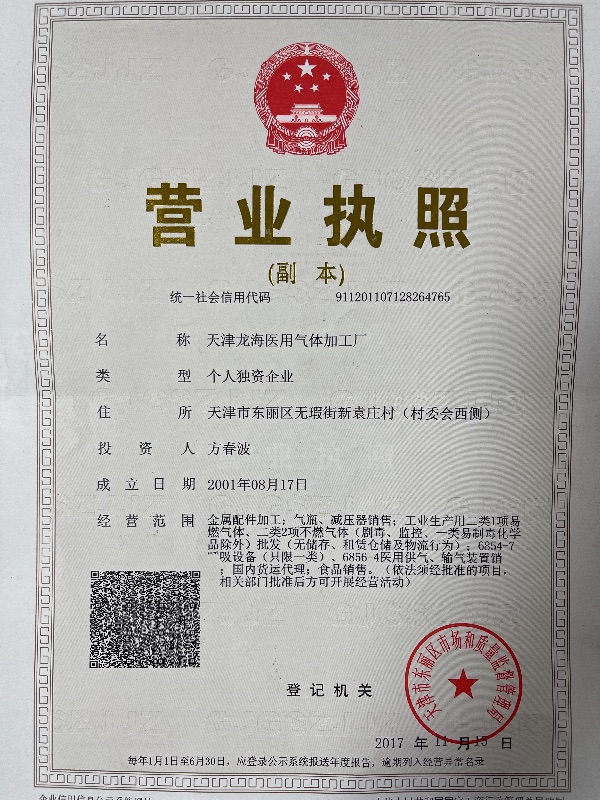 营业执照
(副 本)
统一社会信用代码 911201107128264765
名 称 天津龙海医用气体加工厂
类 型 个人独资企业
住 所 天津市东丽区无瑕街新袁庄村（村委会西侧）
投 资 人 方春波
成 立 日 期 2001年08月17日
经 营 范 围 金属配件加工；气瓶、减压器销售；工业生产用二类1项易
燃气体、二类2项不燃气体（剧毒、监控、一类易制毒化学
品除外）批发（无储存、租赁仓储及物流行为）；6854-7
吸设备（只限一类）、6856-4医用供气、输气装置销
；国内货运代理；食品销售。（依法须经批准的项目，
相关部门批准后方可开展经营活动）
登 记 机 关
天津市东丽区市场和质量监督管理局
2017 年 11 月 15 日
每年1月1日至6月30日，应登录公示系统报送年度报告，逾期列入经营异常名录